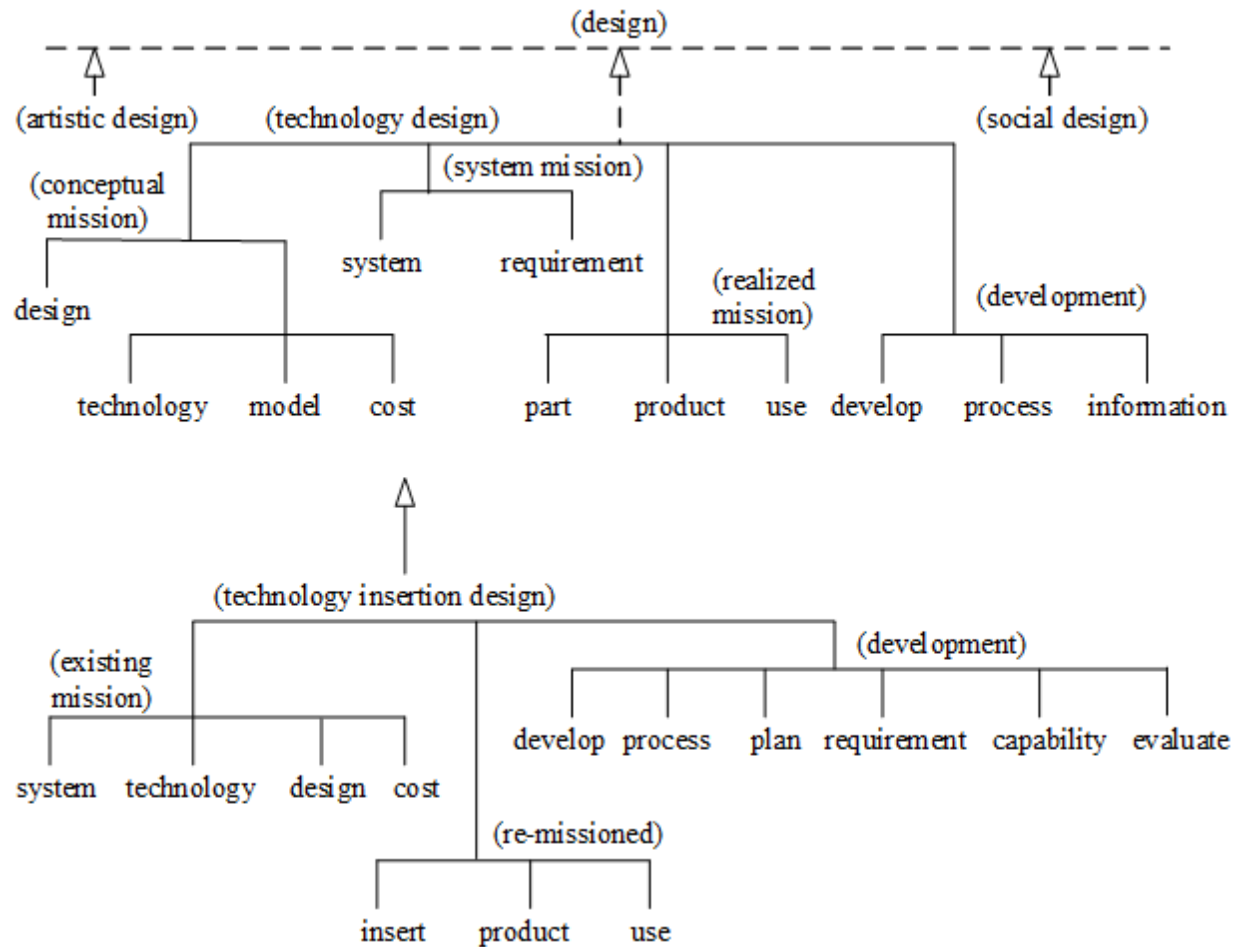 (design)
(artistic design) (technology design) (social design)
(system mission)
(conceptual
mission)
system requirement
(realized
mission)
(development)
design
technology model cost part product use develop process information
(technology insertion design)
(existing
mission)
(development)
develop process plan requirement capability evaluate
system technology design cost
(re-missioned)
insert product use